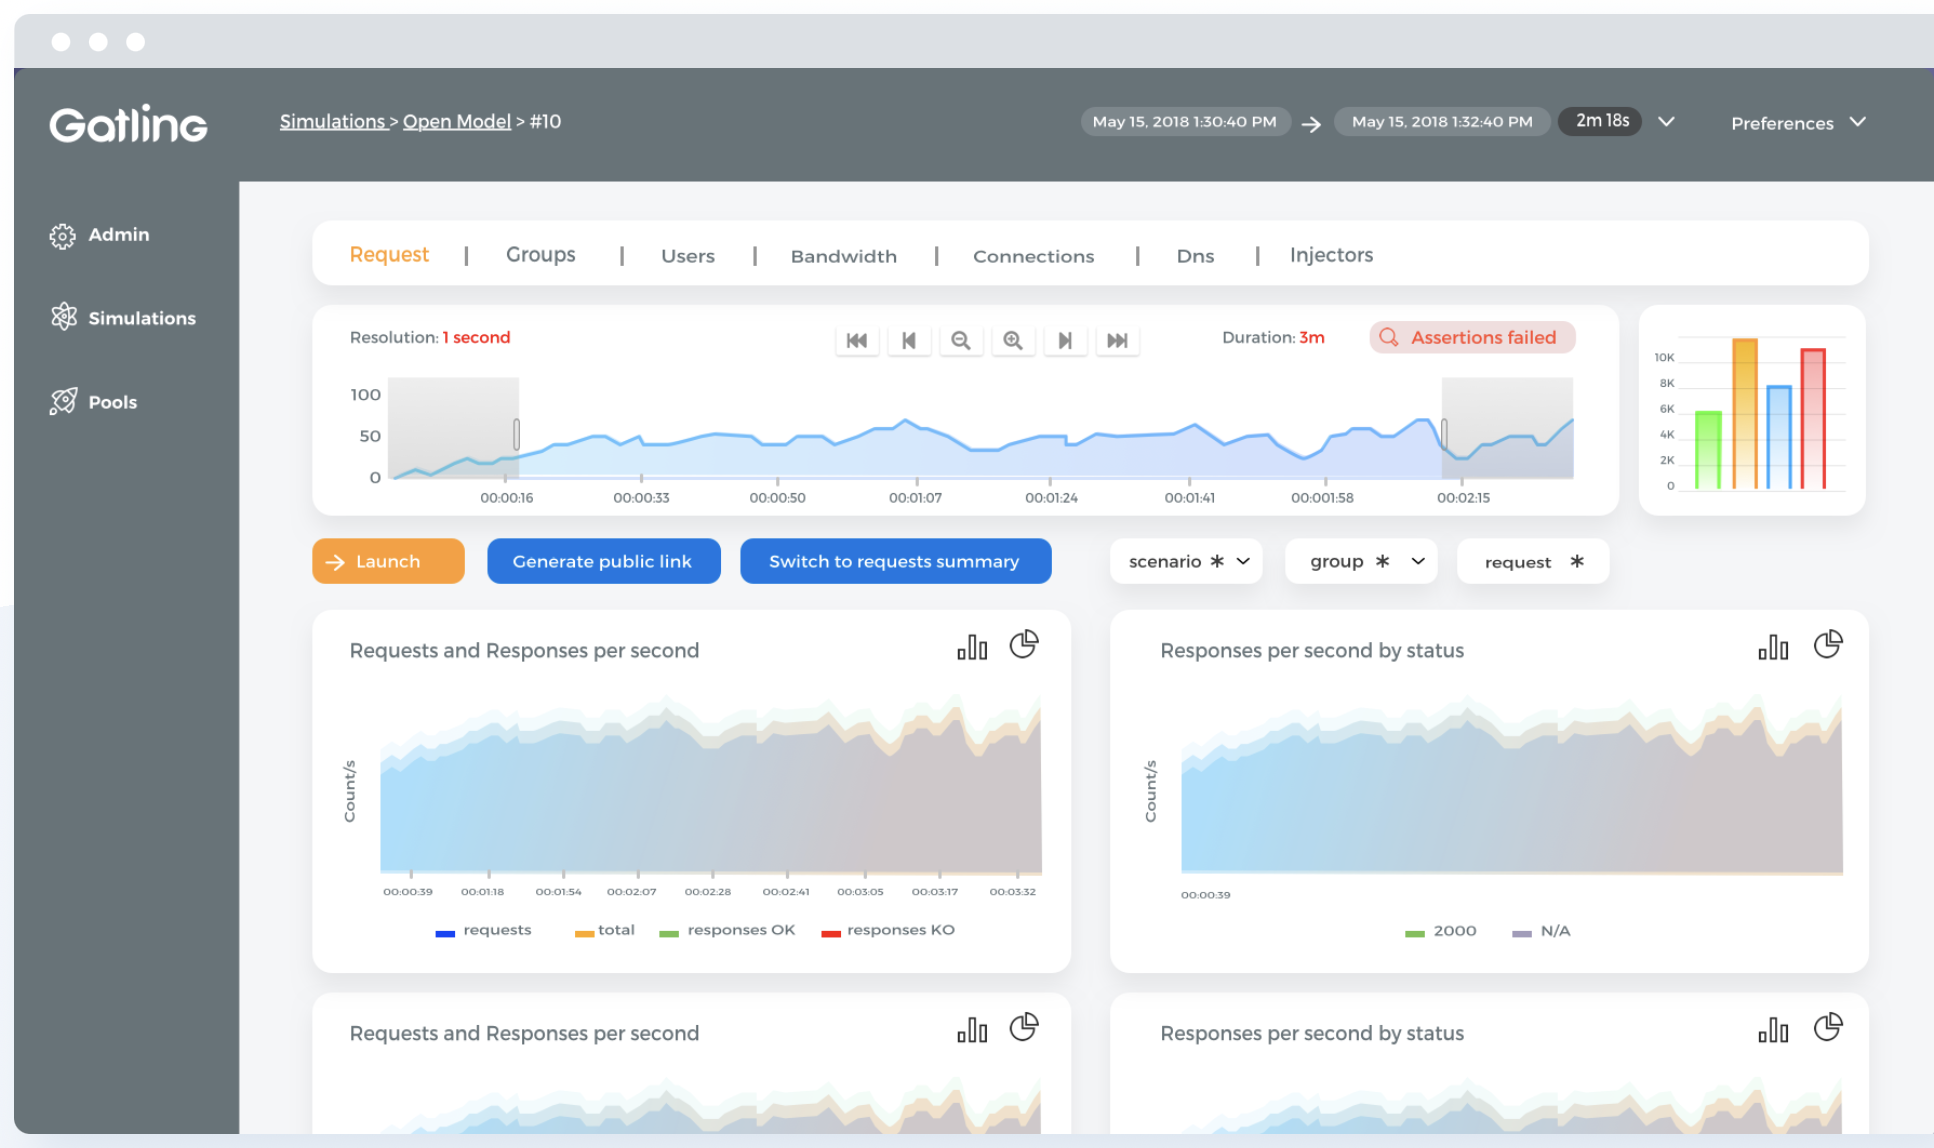 Gatling
Simulations > Open Model > #10
May 15, 2018 1:30:40 PM
May 15, 2018 1:32:40 PM
2m 18s
Preferences
Admin
Simulations
Pools
Request | Groups | Users | Bandwidth | Connections | Dns | Injectors
Resolution: 1 second
Duration: 3m
Assertions failed
100
50
0
00:00:16 00:00:33 00:00:50 00:01:07 00:01:24 00:01:41 00:001:58 00:02:15
10K
8K
6K
4K
2K
0
Launch
Generate public link
Switch to requests summary
scenario *
group *
request *
Requests and Responses per second
Count/s
00:00:39 00:01:18 00:01:54 00:02:07 00:02:28 00:02:41 00:03:05 00:03:17 00:03:32
requests total responses OK responses KO
Responses per second by status
Count/s
00:00:39
2000 N/A
Requests and Responses per second
Responses per second by status